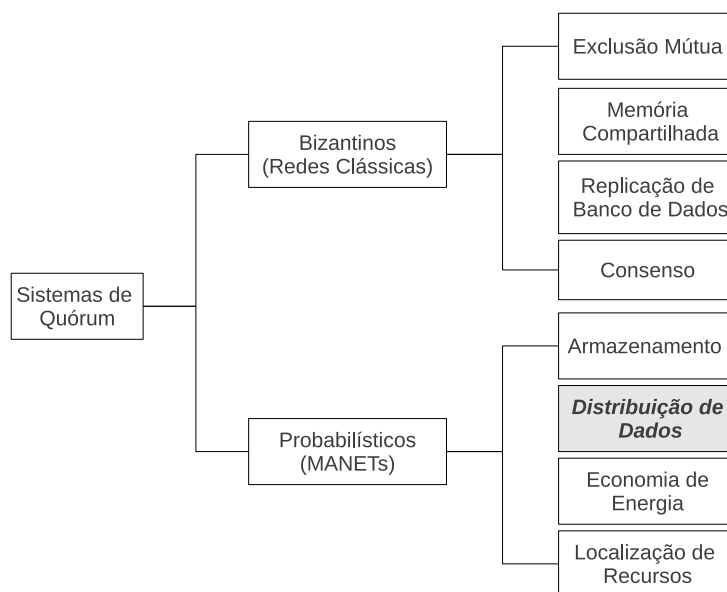 Sistemas de
Quórum
Bizantinos
(Redes Clássicas)
Exclusão Mútua
Memória
Compartilhada
Replicação de
Banco de Dados
Consenso
Probabilísticos
(MANETs)
Armazenamento
Distribuição de
Dados
Economia de
Energia
Localização de
Recursos